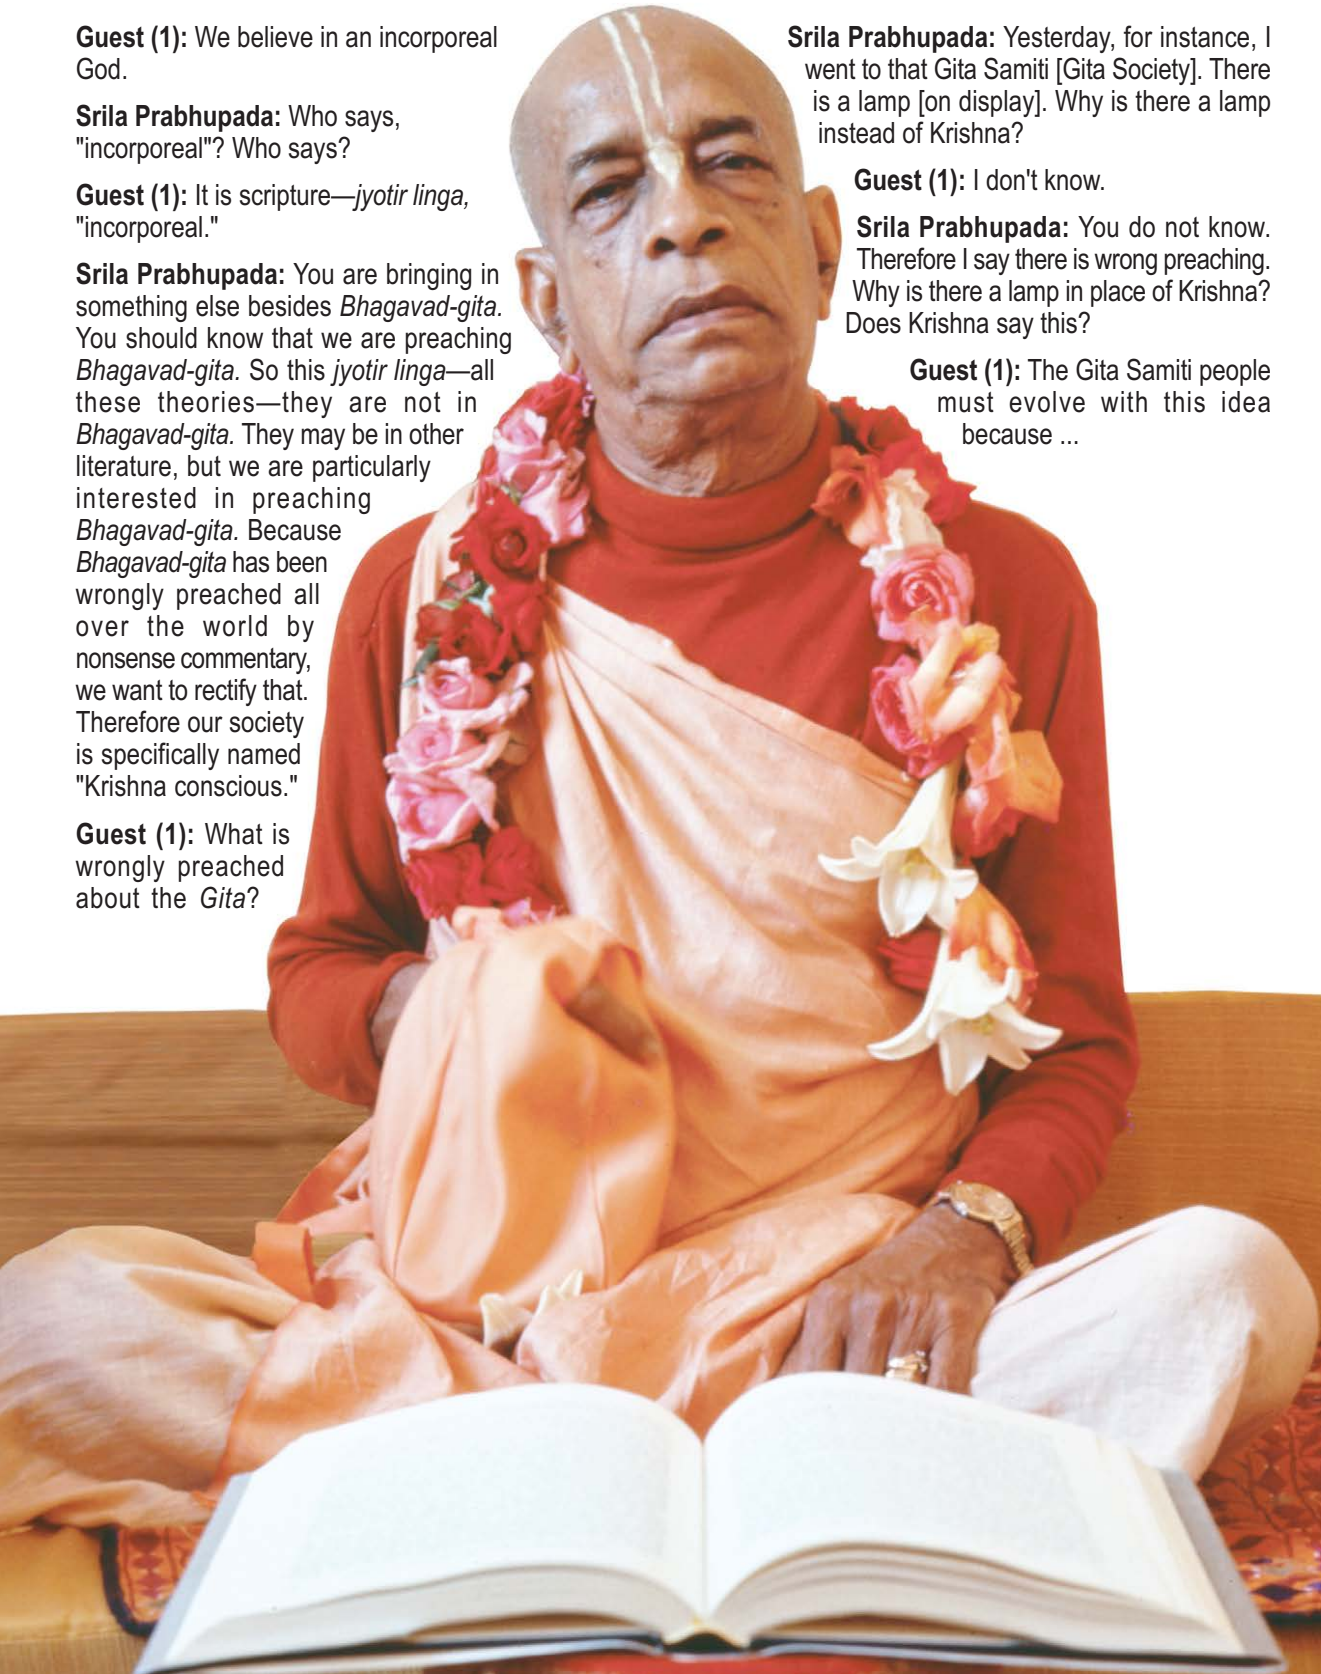 Guest (1): We believe in an incorporeal
God.
Srila Prabhupada: Who says,
"incorporeal"? Who says?
Guest (1): It is scripture—jyotir linga,
"incorporeal."
Srila Prabhupada: You are bringing in
something else besides Bhagavad-gita.
You should know that we are preaching
Bhagavad-gita. So this jyotir linga—all
these theories—they are not in
Bhagavad-gita. They may be in other
literature, but we are particularly
interested in preaching
Bhagavad-gita. Because
Bhagavad-gita has been
wrongly preached all
over the world by
nonsense commentary,
we want to rectify that.
Therefore our society
is specifically named
"Krishna conscious."
Guest (1): What is
wrongly preached
about the Gita?
Srila Prabhupada: Yesterday, for instance, I
went to that Gita Samiti [Gita Society]. There
is a lamp [on display]. Why is there a lamp
instead of Krishna?
Guest (1): I don't know.
Srila Prabhupada: You do not know.
Therefore I say there is wrong preaching.
Why is there a lamp in place of Krishna?
Does Krishna say this?
Guest (1): The Gita Samiti people
must evolve with this idea
because ...